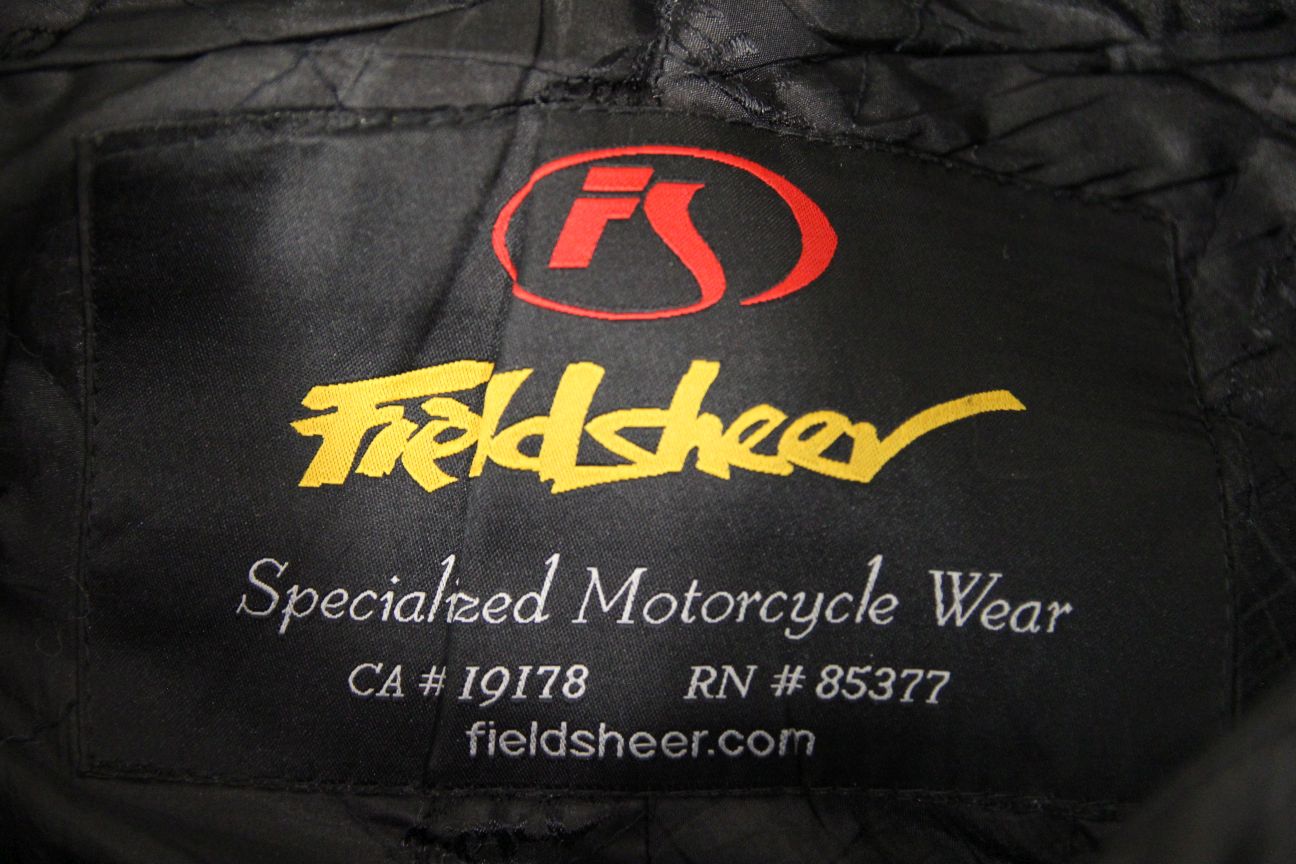 FS
Fieldsheer
Specialized Motorcycle Wear
CA # 19178 RN # 85377
fieldsheer.com